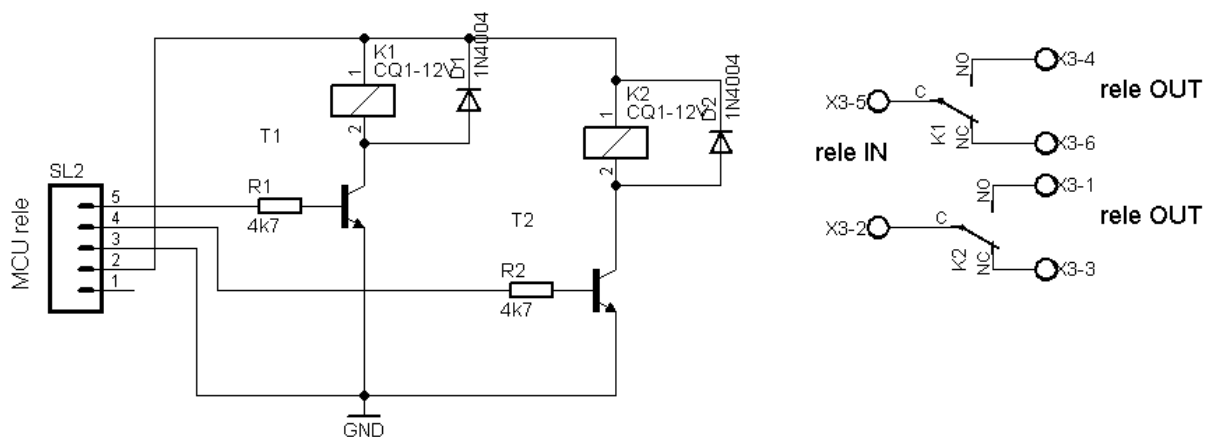 K1
CQ1-12V
1
2
D1
1N4004
K2
CQ1-12V
1
2
D2
1N4004
T1
T2
SL2
MCU rele
5
4
3
2
1
R1
4k7
R2
4k7
GND
X3-5
C
K1
NO
NC
X3-4
X3-6
rele IN
rele OUT
X3-2
C
K2
NO
NC
X3-1
X3-3
rele OUT